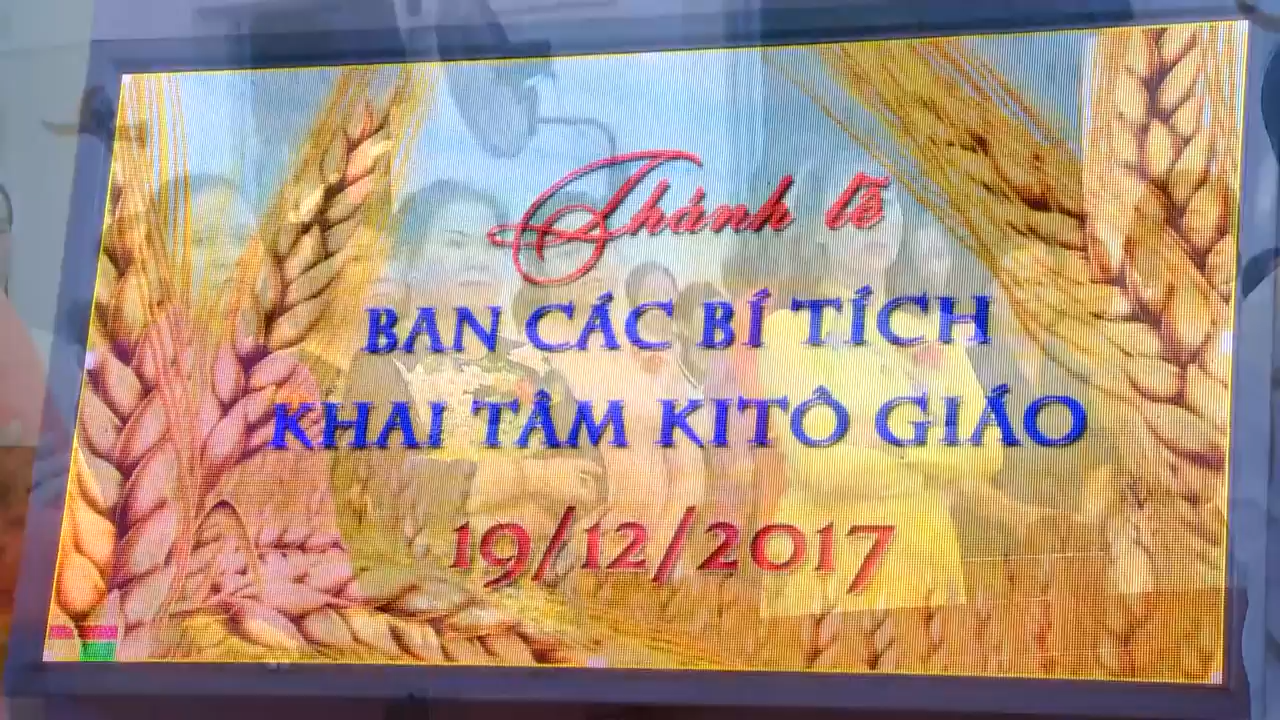 Thánh lễ
BAN CÁC BÍ TÍCH
KHAI TÂM KITÔ GIÁO
19/12/2017